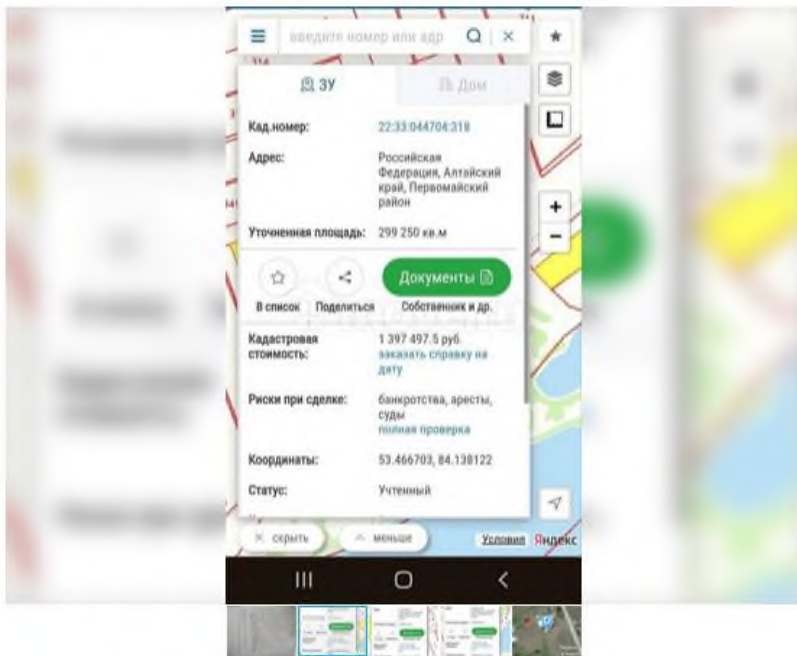 введите номер или адр
ЗУ
Дом
Кад.номер:
22:33:044704:318
Адрес:
Российская
Федерация, Алтайский
край, Первомайский
район
Уточненная площадь: 299 250 кв.м
Документы
В список Поделиться Собственник и др.
Кадастровая стоимость:
1 397 497.5 руб.
заказать справку на
дату
Риски при сделке:
банкротства, аресты,
суды
полная проверка
Координаты: 53.466703, 84.138122
Статус: Учтенный
× скрыть
меньше
Условия Яндекс